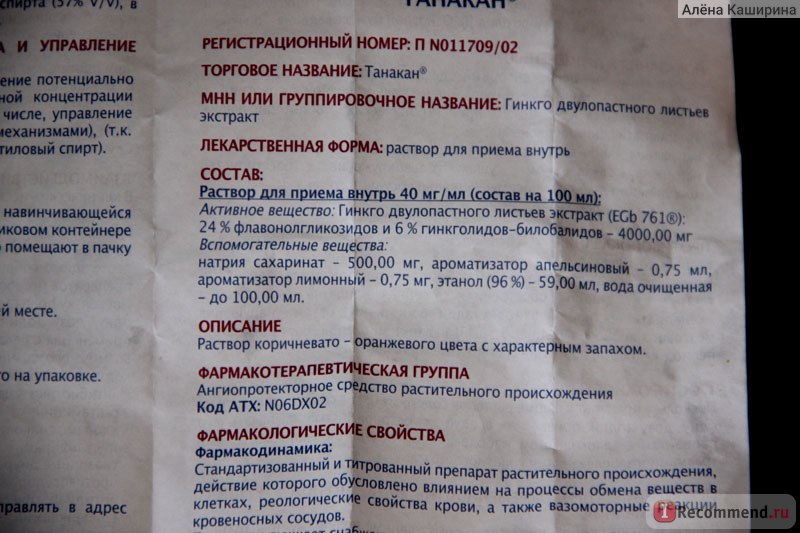 Алёна Каширина
спирта (57% V/V), в
А И УПРАВЛЕНИЕ
ение потенциально
ной концентрации
числе, управление
механизмами), (т.к.
тиловый спирт).
навинчивающейся
иковом контейнере
помещают в пачку
й месте.
го на упаковке.
правлять в адрес
ТАНАКАН®
РЕГИСТРАЦИОННЫЙ НОМЕР: П N011709/02
ТОРГОВОЕ НАЗВАНИЕ: Танакан®
МНН ИЛИ ГРУППИРОВОЧНОЕ НАЗВАНИЕ: Гинкго двулопастного листьев
экстракт
ЛЕКАРСТВЕННАЯ ФОРМА: раствор для приема внутрь
СОСТАВ:
Раствор для приема внутрь 40 мг/мл (состав на 100 мл):
Активное вещество: Гинкго двулопастного листьев экстракт (EGb 761®):
24 % флавонолгликозидов и 6 % гинкголидов-билобалидов – 4000,00 мг
Вспомогательные вещества:
натрия сахаринат – 500,00 мг, ароматизатор апельсиновый – 0,75 мл,
ароматизатор лимонный – 0,75 мг, этанол (96 %) – 59,00 мл, вода очищенная
– до 100,00 мл.
ОПИСАНИЕ
Раствор коричневато – оранжевого цвета с характерным запахом.
ФАРМАКОТЕРАПЕВТИЧЕСКАЯ ГРУППА
Ангиопротекторное средство растительного происхождения
Код АТХ: N06DX02
ФАРМАКОЛОГИЧЕСКИЕ СВОЙСТВА
Фармакодинамика:
Стандартизованный и титрованный препарат растительного происхождения,
действие которого обусловлено влиянием на процессы обмена веществ в
клетках, реологические свойства крови, а также вазомоторные реакции
кровеносных сосудов.
iRecommend.ru